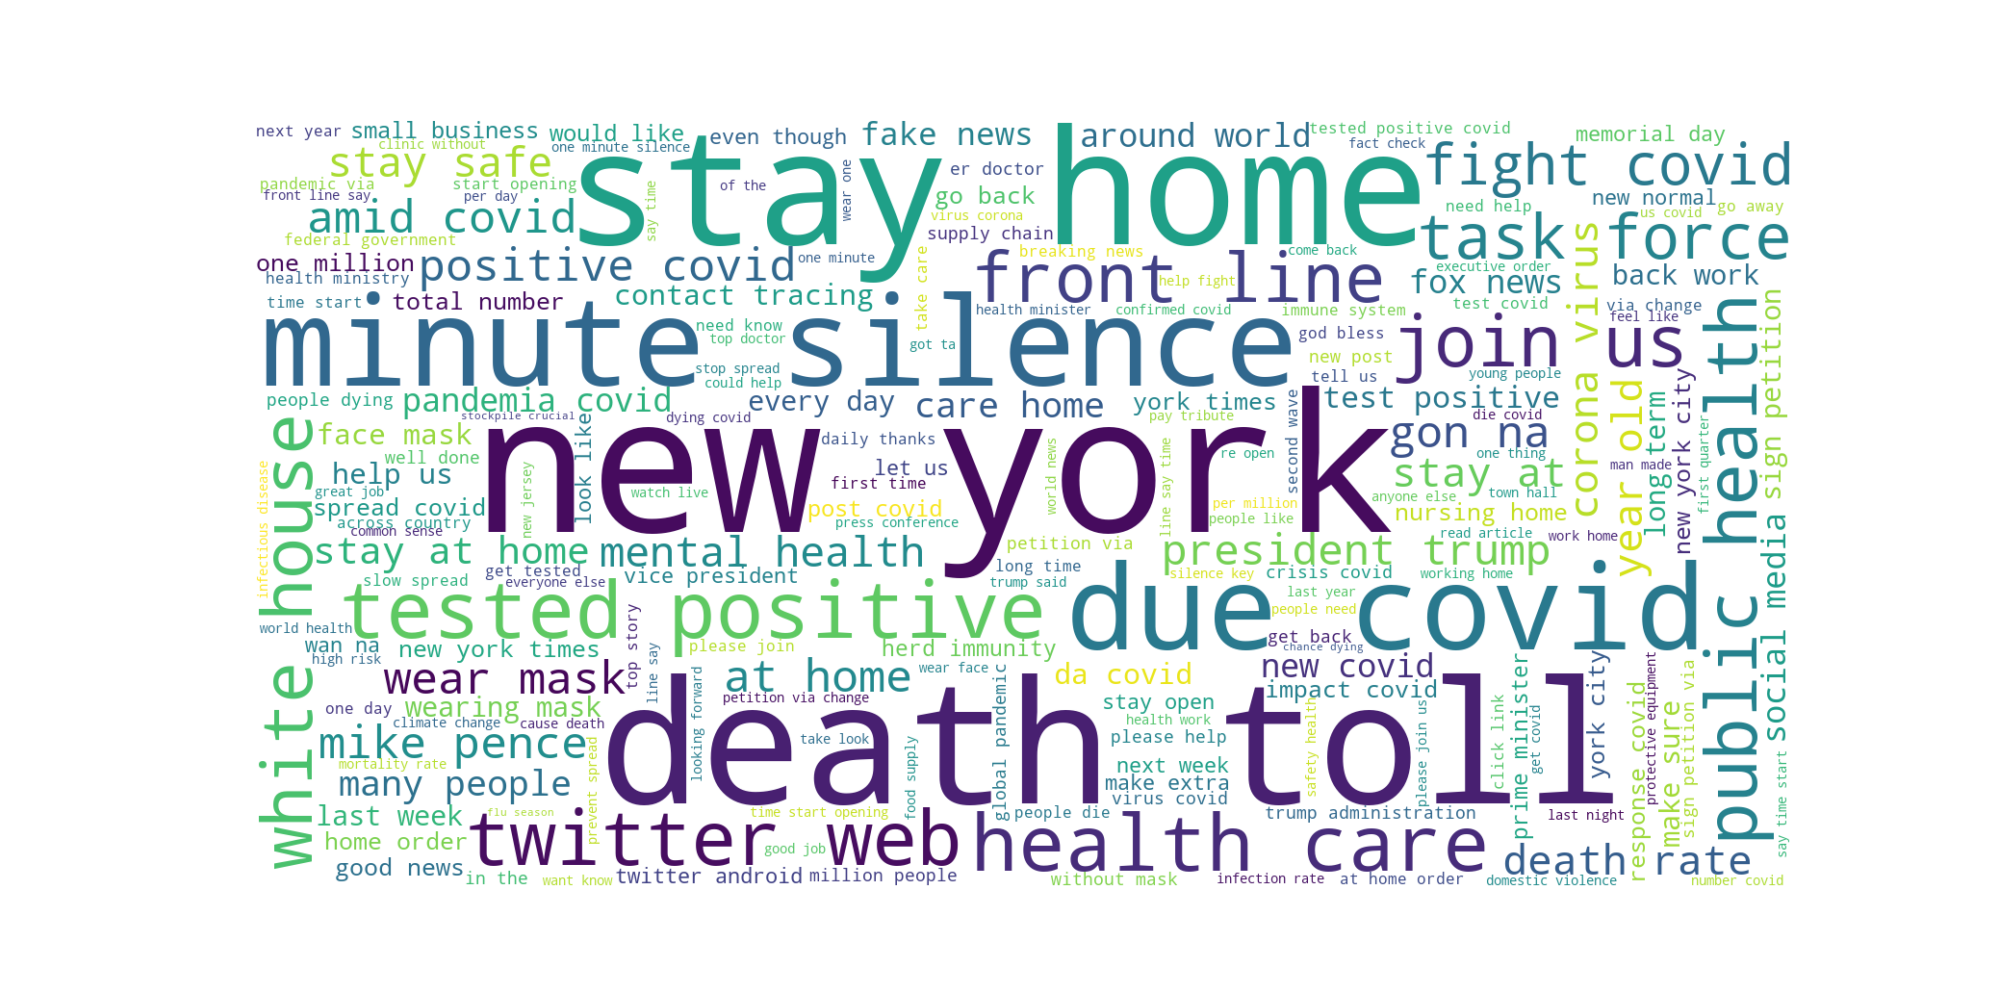 next year
small business
would like
even though
fake news
stay home
around world
tested positive covid
memorial day
clinic without
one minute silence
fact check
stay safe
er doctor
fight covid
pandemic via
start opening
of the
wear one
say time
front line say
per day
go back
need help
new normal
us covid
go away
amid covid
virus corona
supply chain
task force
federal government
come back
breaking news
one million
positive covid
one minute
front line
executive order
back work
health ministry
help fight
fox news
time start
total number
contact tracing
take care
health minister
confirmed covid
immune system
test covid
via change
feel like
corona virus
minute silence
need know
top doctor
got ta
god bless
new post
join us
stop spread
could help
tell us
young people
people dying
pandemia covid
every day
care home
york times
test positive
year old
new york city
sign petition
public health
stockpile crucial
dying covid
pay tribute
die covid
face mask
look like
new york
daily thanks
gon na
long term
well done
let us
world news
line say time
re open
second wave
one thing
man made
first quarter
help us
stay at
white house
infectious disease
great job
new jersey
watch live
first time
anyone else
town hall
spread covid
post covid
per million
people like
nursing home
across country
press conference
common sense
read article
work home
stay at home
mental health
petition via
president trump
get tested
vice president
long time
silence key
crisis covid
working home
slow spread
everyone else
trump said
last year
tested positive
due covid
people need
social media
world health
top story
get back
wan na
new york times
line say
please join
herd immunity
chance dying
high risk
wear mask
at home
wear face
da covid
new covid
york city
protective equipment
looking forward
petition via change
global pandemic
impact covid
prime minister
response covid
sign petition via
one day
wearing mask
stay open
death toll
climate change
cause death
health work
safety health
please join us
click link
get covid
make sure
mike pence
take look
please help
mortality rate
prevent spread
food supply
next week
many people
make extra
virus covid
say time start
last week
flu season
time start opening
people die
trump administration
last night
home order
twitter web
good job
health care
death rate
good news
in the
want know
twitter android
million people
without mask
infection rate
at home order
domestic violence
number covid